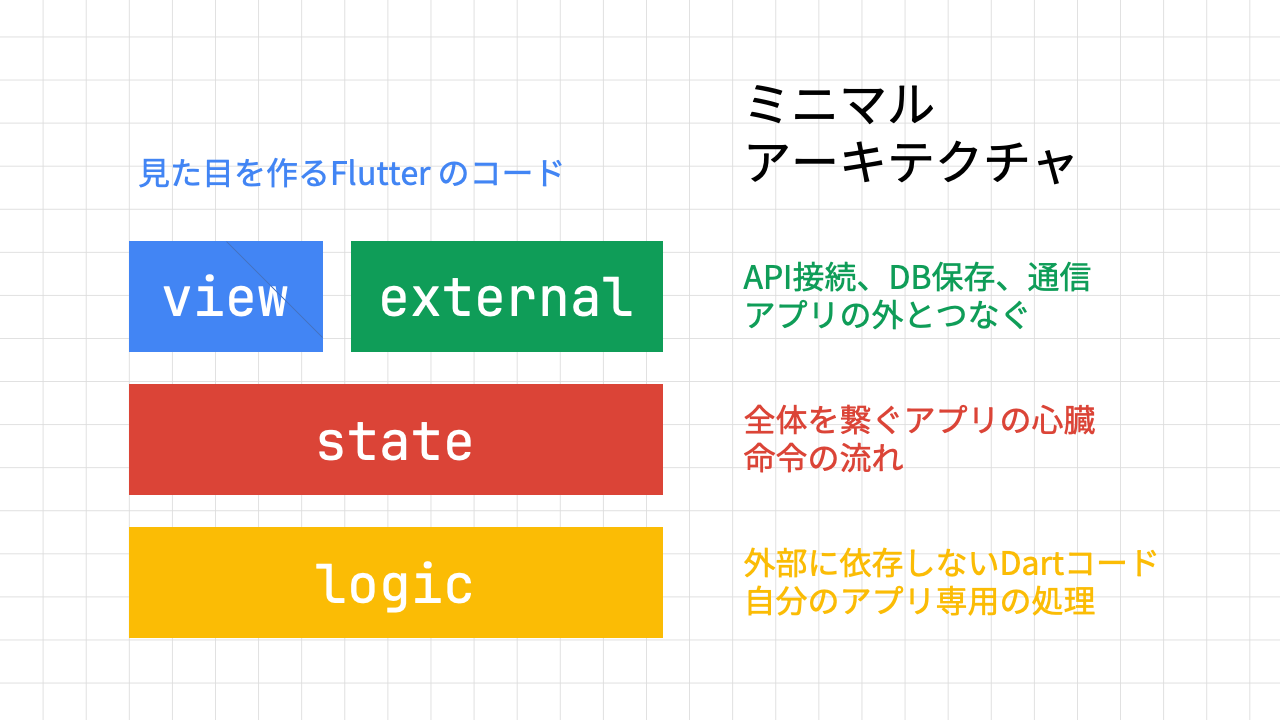 ミニマル
アーキテクチャ
見た目を作るFlutter のコード
view
external
API接続、DB保存、通信
アプリの外とつなぐ
state
全体を繋ぐアプリの心臓
命令の流れ
logic
外部に依存しないDartコード
自分のアプリ専用の処理